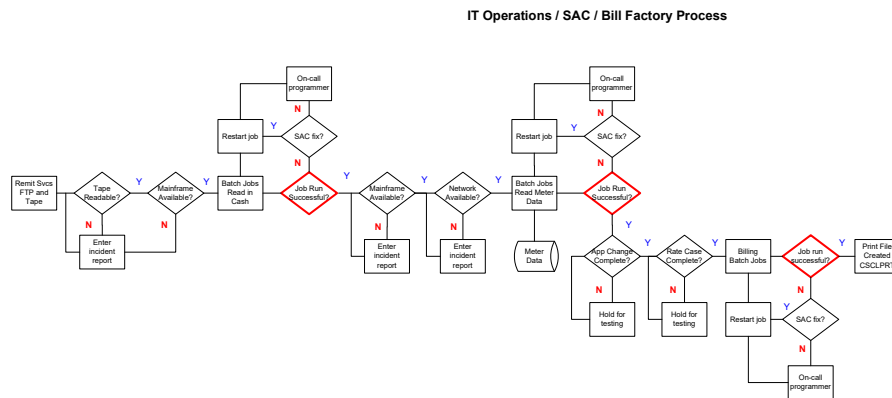 IT Operations / SAC / Bill Factory Process
On-call
programmer
N
Restart job
Y
SAC fix?
N
Remit Svcs
FTP and
Tape
Tape
Readable?
Y
Mainframe
Available?
Y
Batch Jobs
Read in
Cash
Job Run
Successful?
Y
N
Enter
incident
report
N
Mainframe
Available?
Y
Network
Available?
Y
N
Enter
incident
report
N
Enter
incident
report
On-call
programmer
N
Restart job
Y
SAC fix?
N
Batch Jobs
Read Meter
Data
Job Run
Successful?
Y
Meter
Data
App Change
Complete?
Y
Rate Case
Complete?
Y
Billing
Batch Jobs
Job run
successful?
Y
Print File
Created
CSCLPRT
N
Hold for
testing
N
Hold for
testing
N
Restart job
Y
SAC fix?
N
On-call
programmer